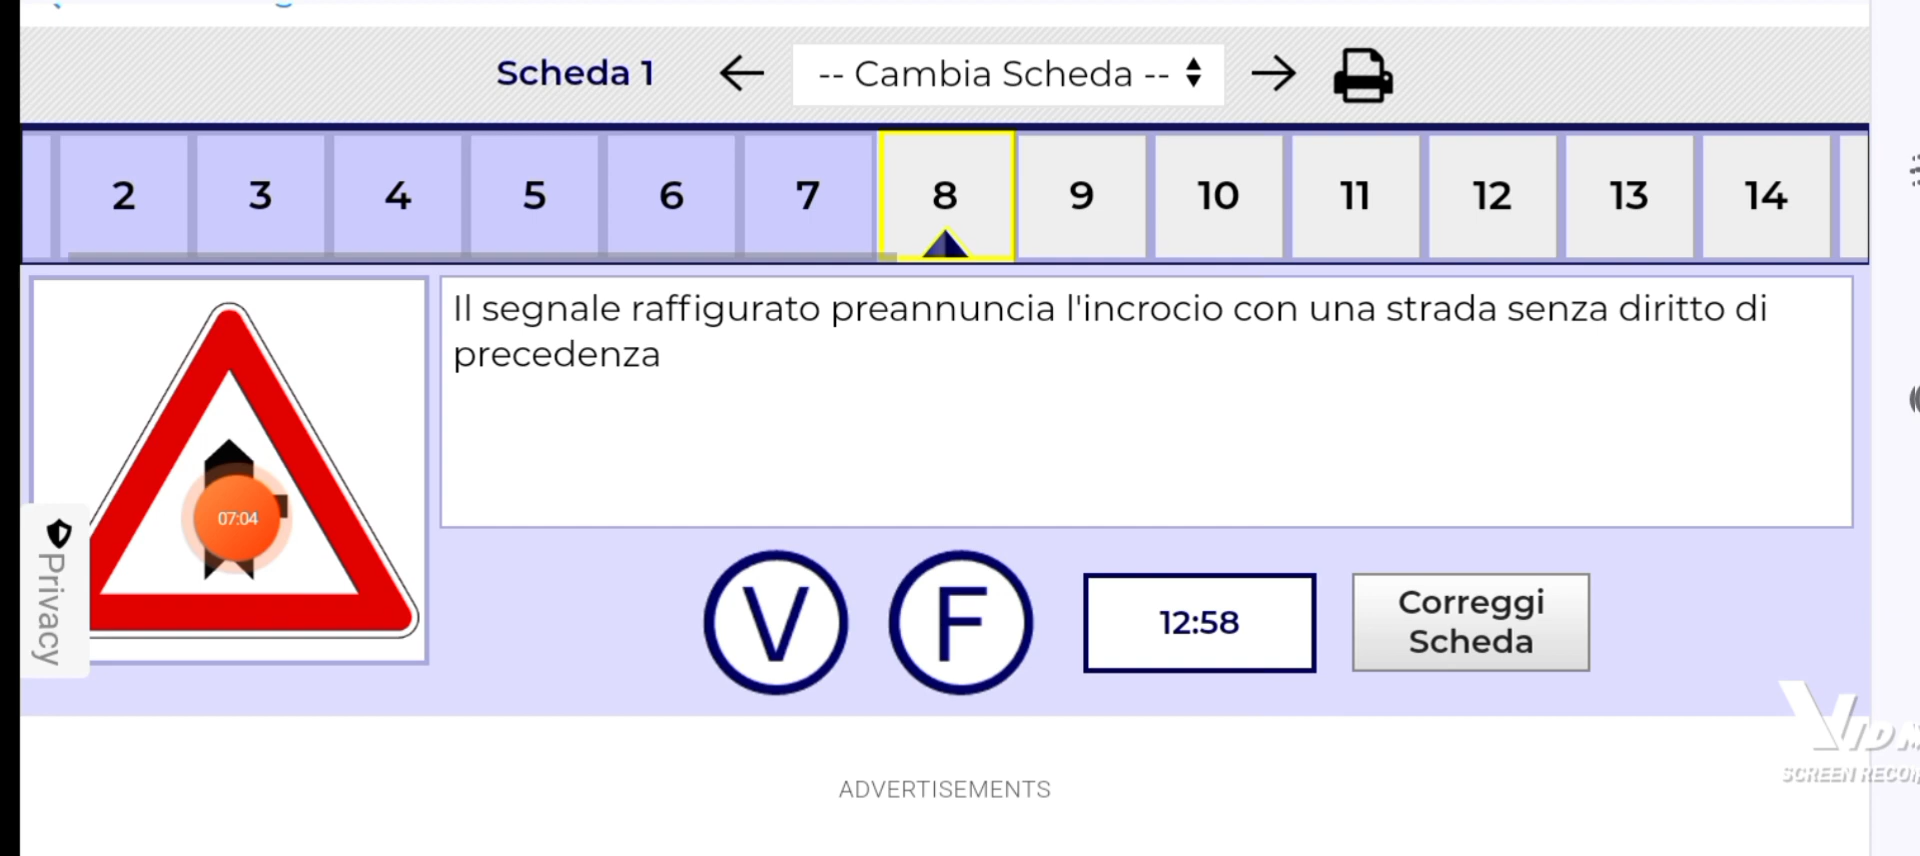 Scheda 1
-- Cambia Scheda --
2 3 4 5 6 7 8 9 10 11 12 13 14
Il segnale raffigurato preannuncia l'incrocio con una strada senza diritto di
precedenza
07:04
Privacy
V F 12:58
Correggi
Scheda
SCREEN
ADVERTISEMENTS